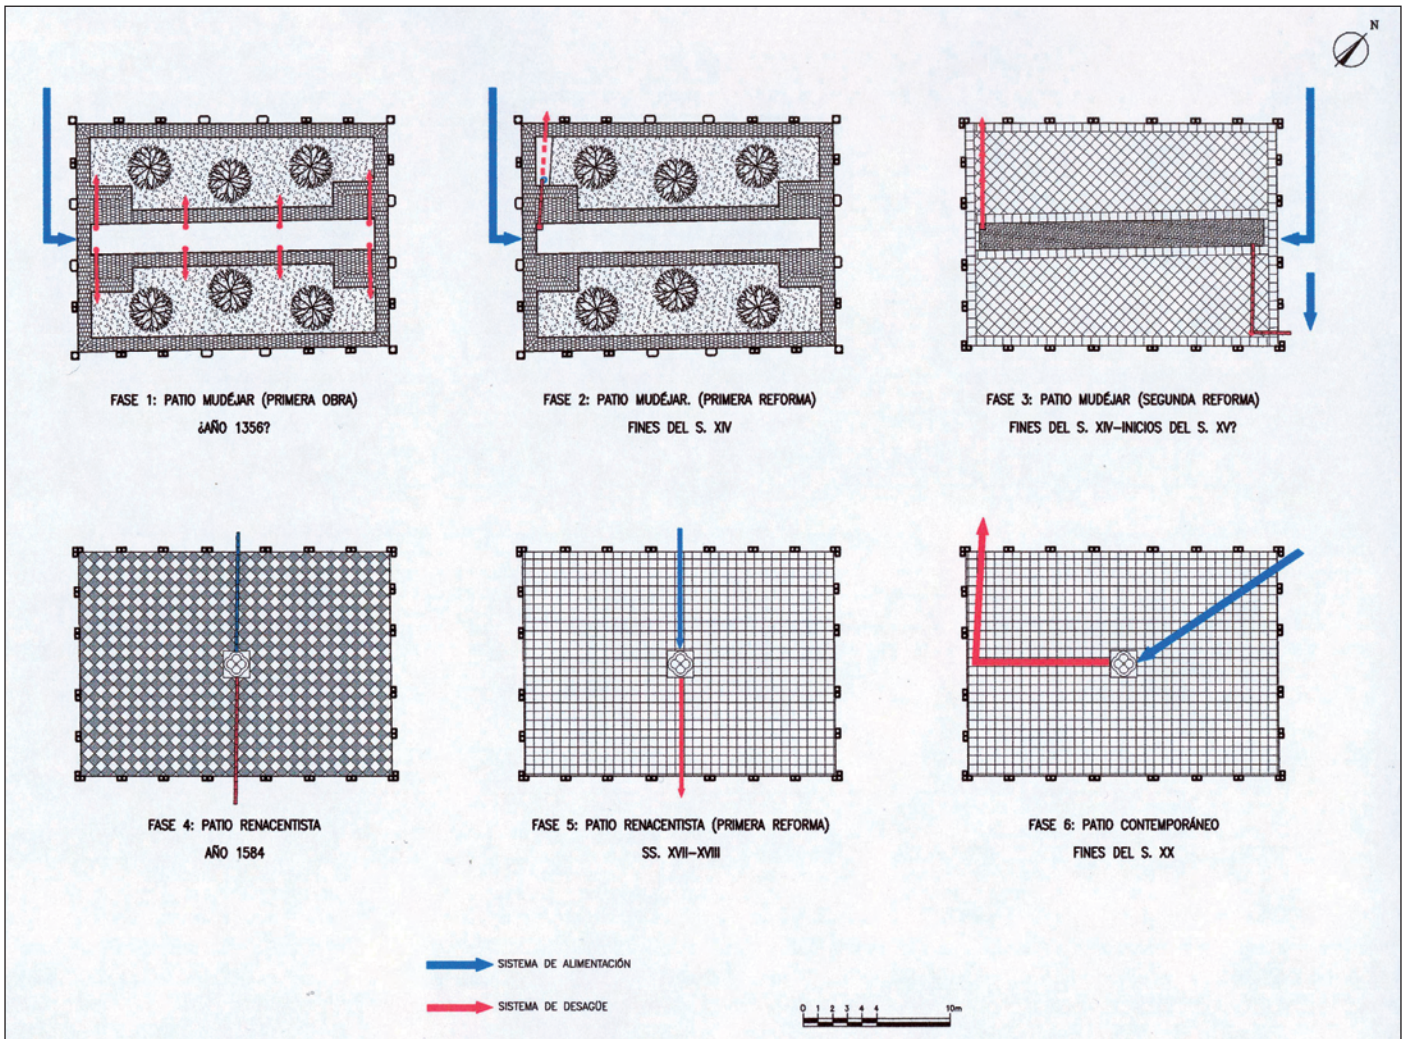 N
FASE 1: PATIO MUDÉJAR (PRIMERA OBRA)
¿AÑO 1356?
FASE 2: PATIO MUDÉJAR. (PRIMERA REFORMA)
FINES DEL S. XIV
FASE 3: PATIO MUDÉJAR (SEGUNDA REFORMA)
FINES DEL S. XIV-INICIOS DEL S. XV?
FASE 4: PATIO RENACENTISTA
AÑO 1584
FASE 5: PATIO RENACENTISTA (PRIMERA REFORMA)
SS. XVII-XVIII
FASE 6: PATIO CONTEMPORÁNEO
FINES DEL S. XX
SISTEMA DE ALIMENTACIÓN
SISTEMA DE DESAGÜE
0 1 2 3 4 4 10m